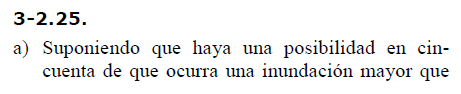 3-2.25.
a) Suponiendo que haya una posibilidad en cin-
cuenta de que ocurra una inundación mayor que